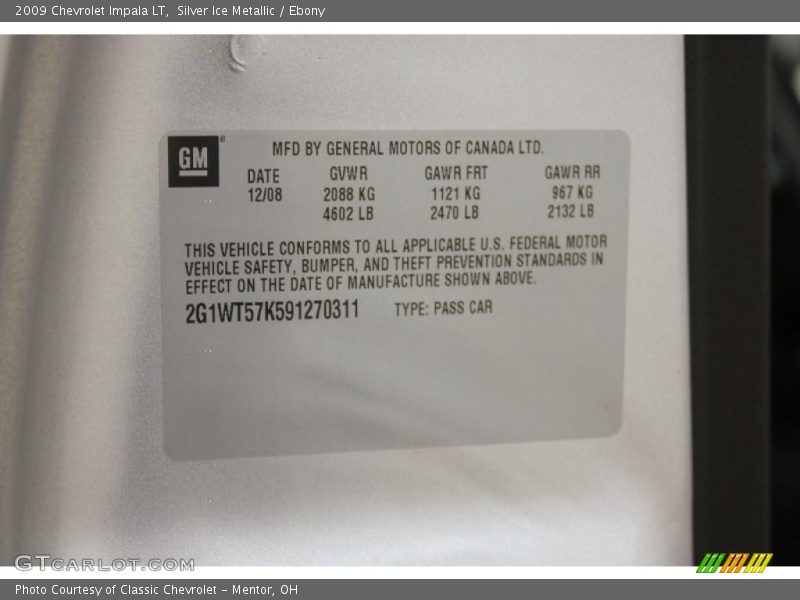 2009 Chevrolet Impala LT, Silver Ice Metallic / Ebony
GM
MFD BY GENERAL MOTORS OF CANADA LTD.
DATE GVWR GAWR FRT GAWR RR
12/08 2088 KG 1121 KG 967 KG
4602 LB 2470 LB 2132 LB
THIS VEHICLE CONFORMS TO ALL APPLICABLE U.S. FEDERAL MOTOR
VEHICLE SAFETY, BUMPER, AND THEFT PREVENTION STANDARDS IN
EFFECT ON THE DATE OF MANUFACTURE SHOWN ABOVE.
2G1WT57K591270311 TYPE: PASS CAR
GTCARLOT.COM
Photo Courtesy of Classic Chevrolet - Mentor, OH